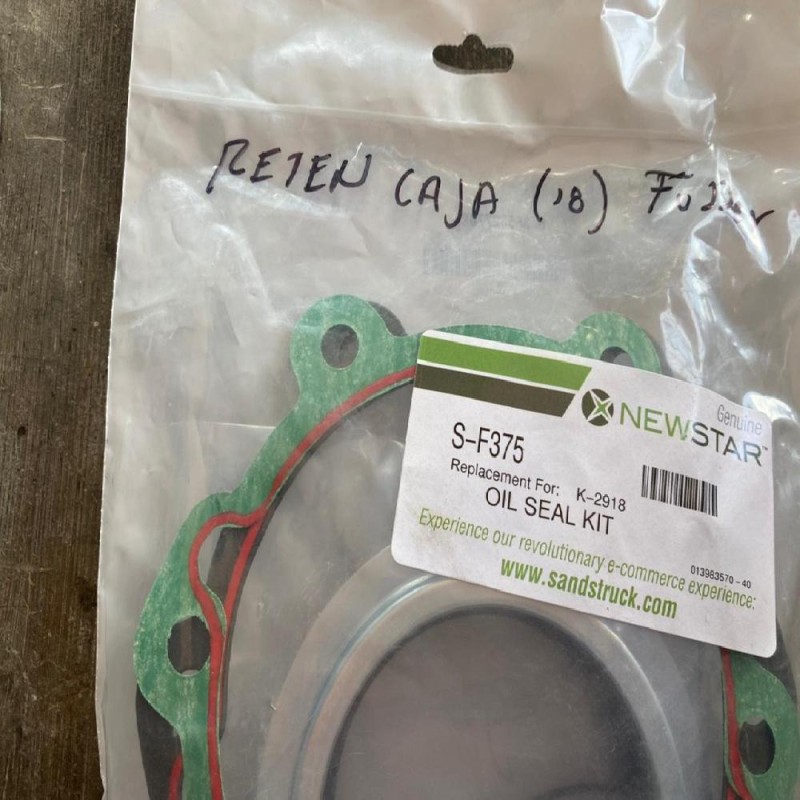 RETEN CAJA (18)
Genuine
NEWSTAR™
S-F375
Replacement For: K-2918
OIL SEAL KIT
Experience our revolutionary e-commerce experience:
013983570 - 40
www.sandstruck.com